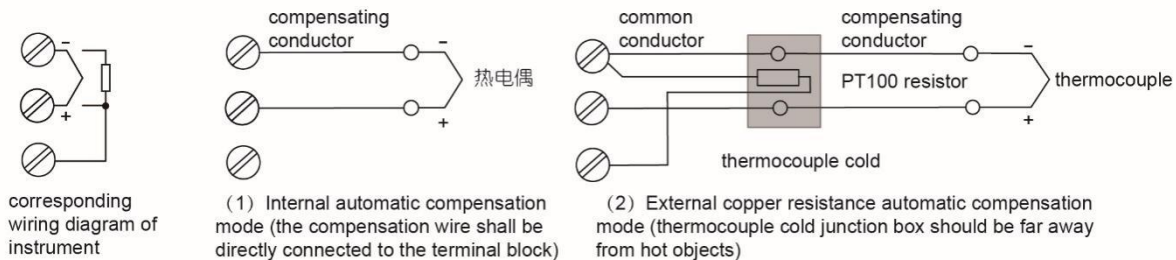 -
+
corresponding
wiring diagram of
instrument
compensating
conductor
-
热电偶
+
（1）Internal automatic compensation
mode (the compensation wire shall be
directly connected to the terminal block)
common
conductor
compensating
conductor
-
PT100 resistor
thermocouple
+
thermocouple cold
（2）External copper resistance automatic compensation
mode (thermocouple cold junction box should be far away
from hot objects)